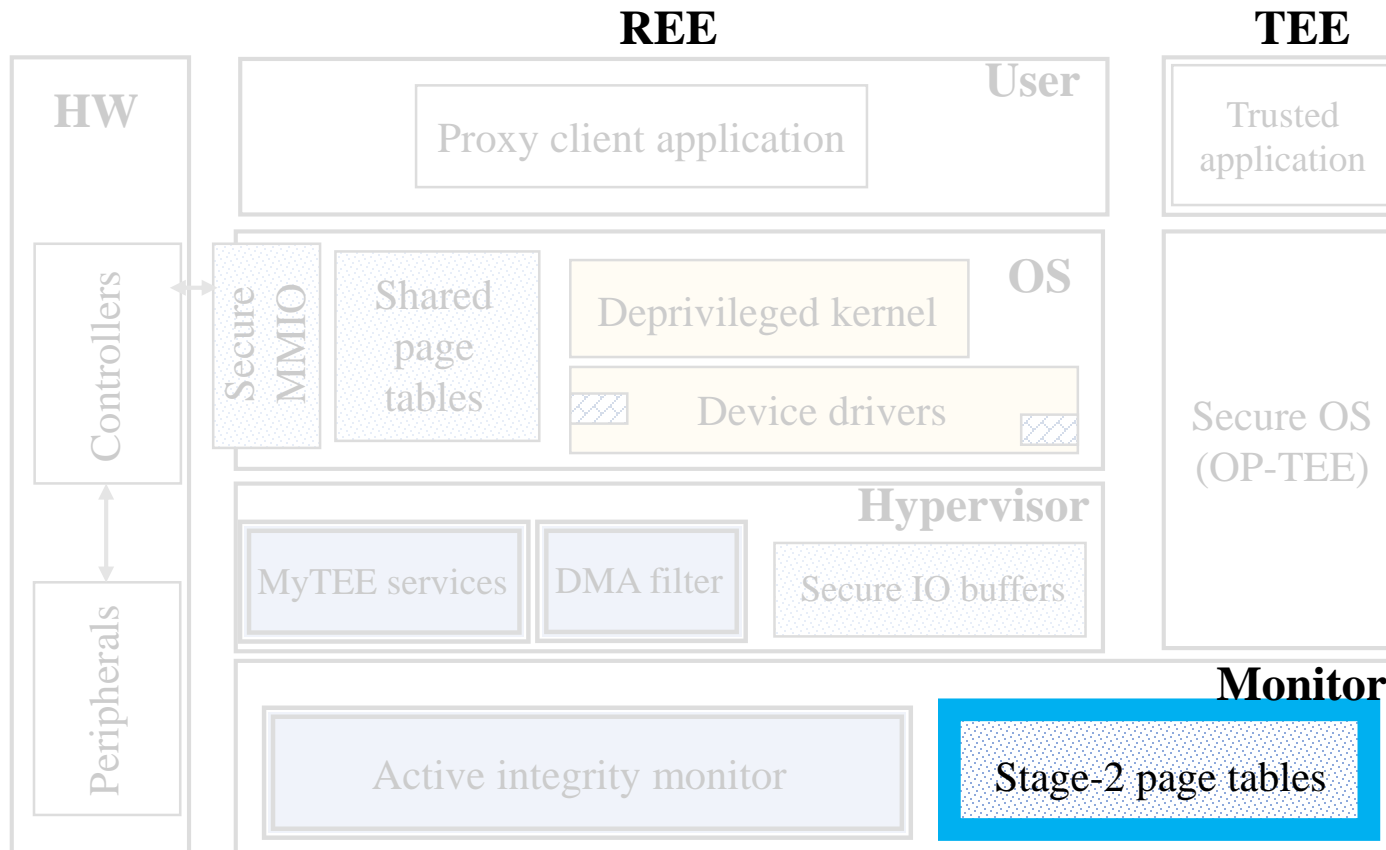 REE
TEE
HW
User
Proxy client application
Trusted
application
Controllers
Secure
MMIO
Shared
page
tables
OS
Deprivileged kernel
Device drivers
Secure OS
(OP-TEE)
Hypervisor
MyTEE services
DMA filter
Secure IO buffers
Peripherals
Monitor
Active integrity monitor
Stage-2 page tables